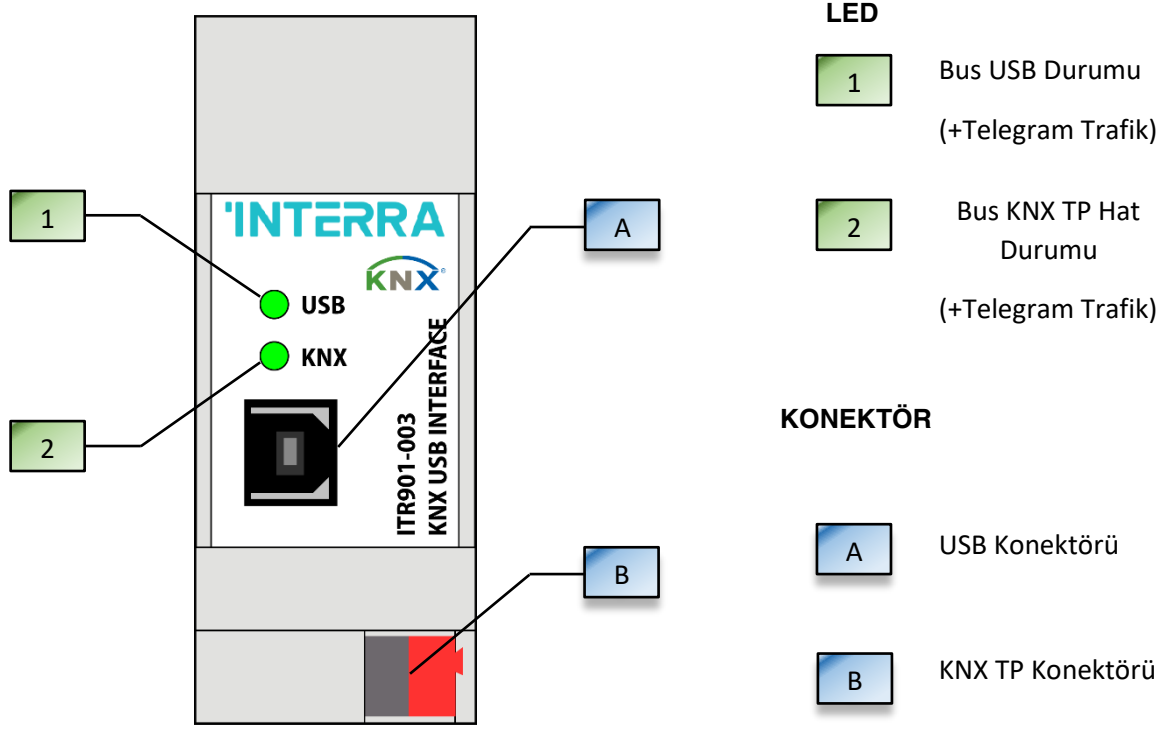 LED
1
Bus USB Durumu
(+Telegram Trafik)
2
Bus KNX TP Hat
Durumu
(+Telegram Trafik)
KONEKTÖR
A
USB Konektörü
B
KNX TP Konektörü
1
2
A
B
INTERRA
KNX®
USB
KNX
ITR901-003
KNX USB INTERFACE